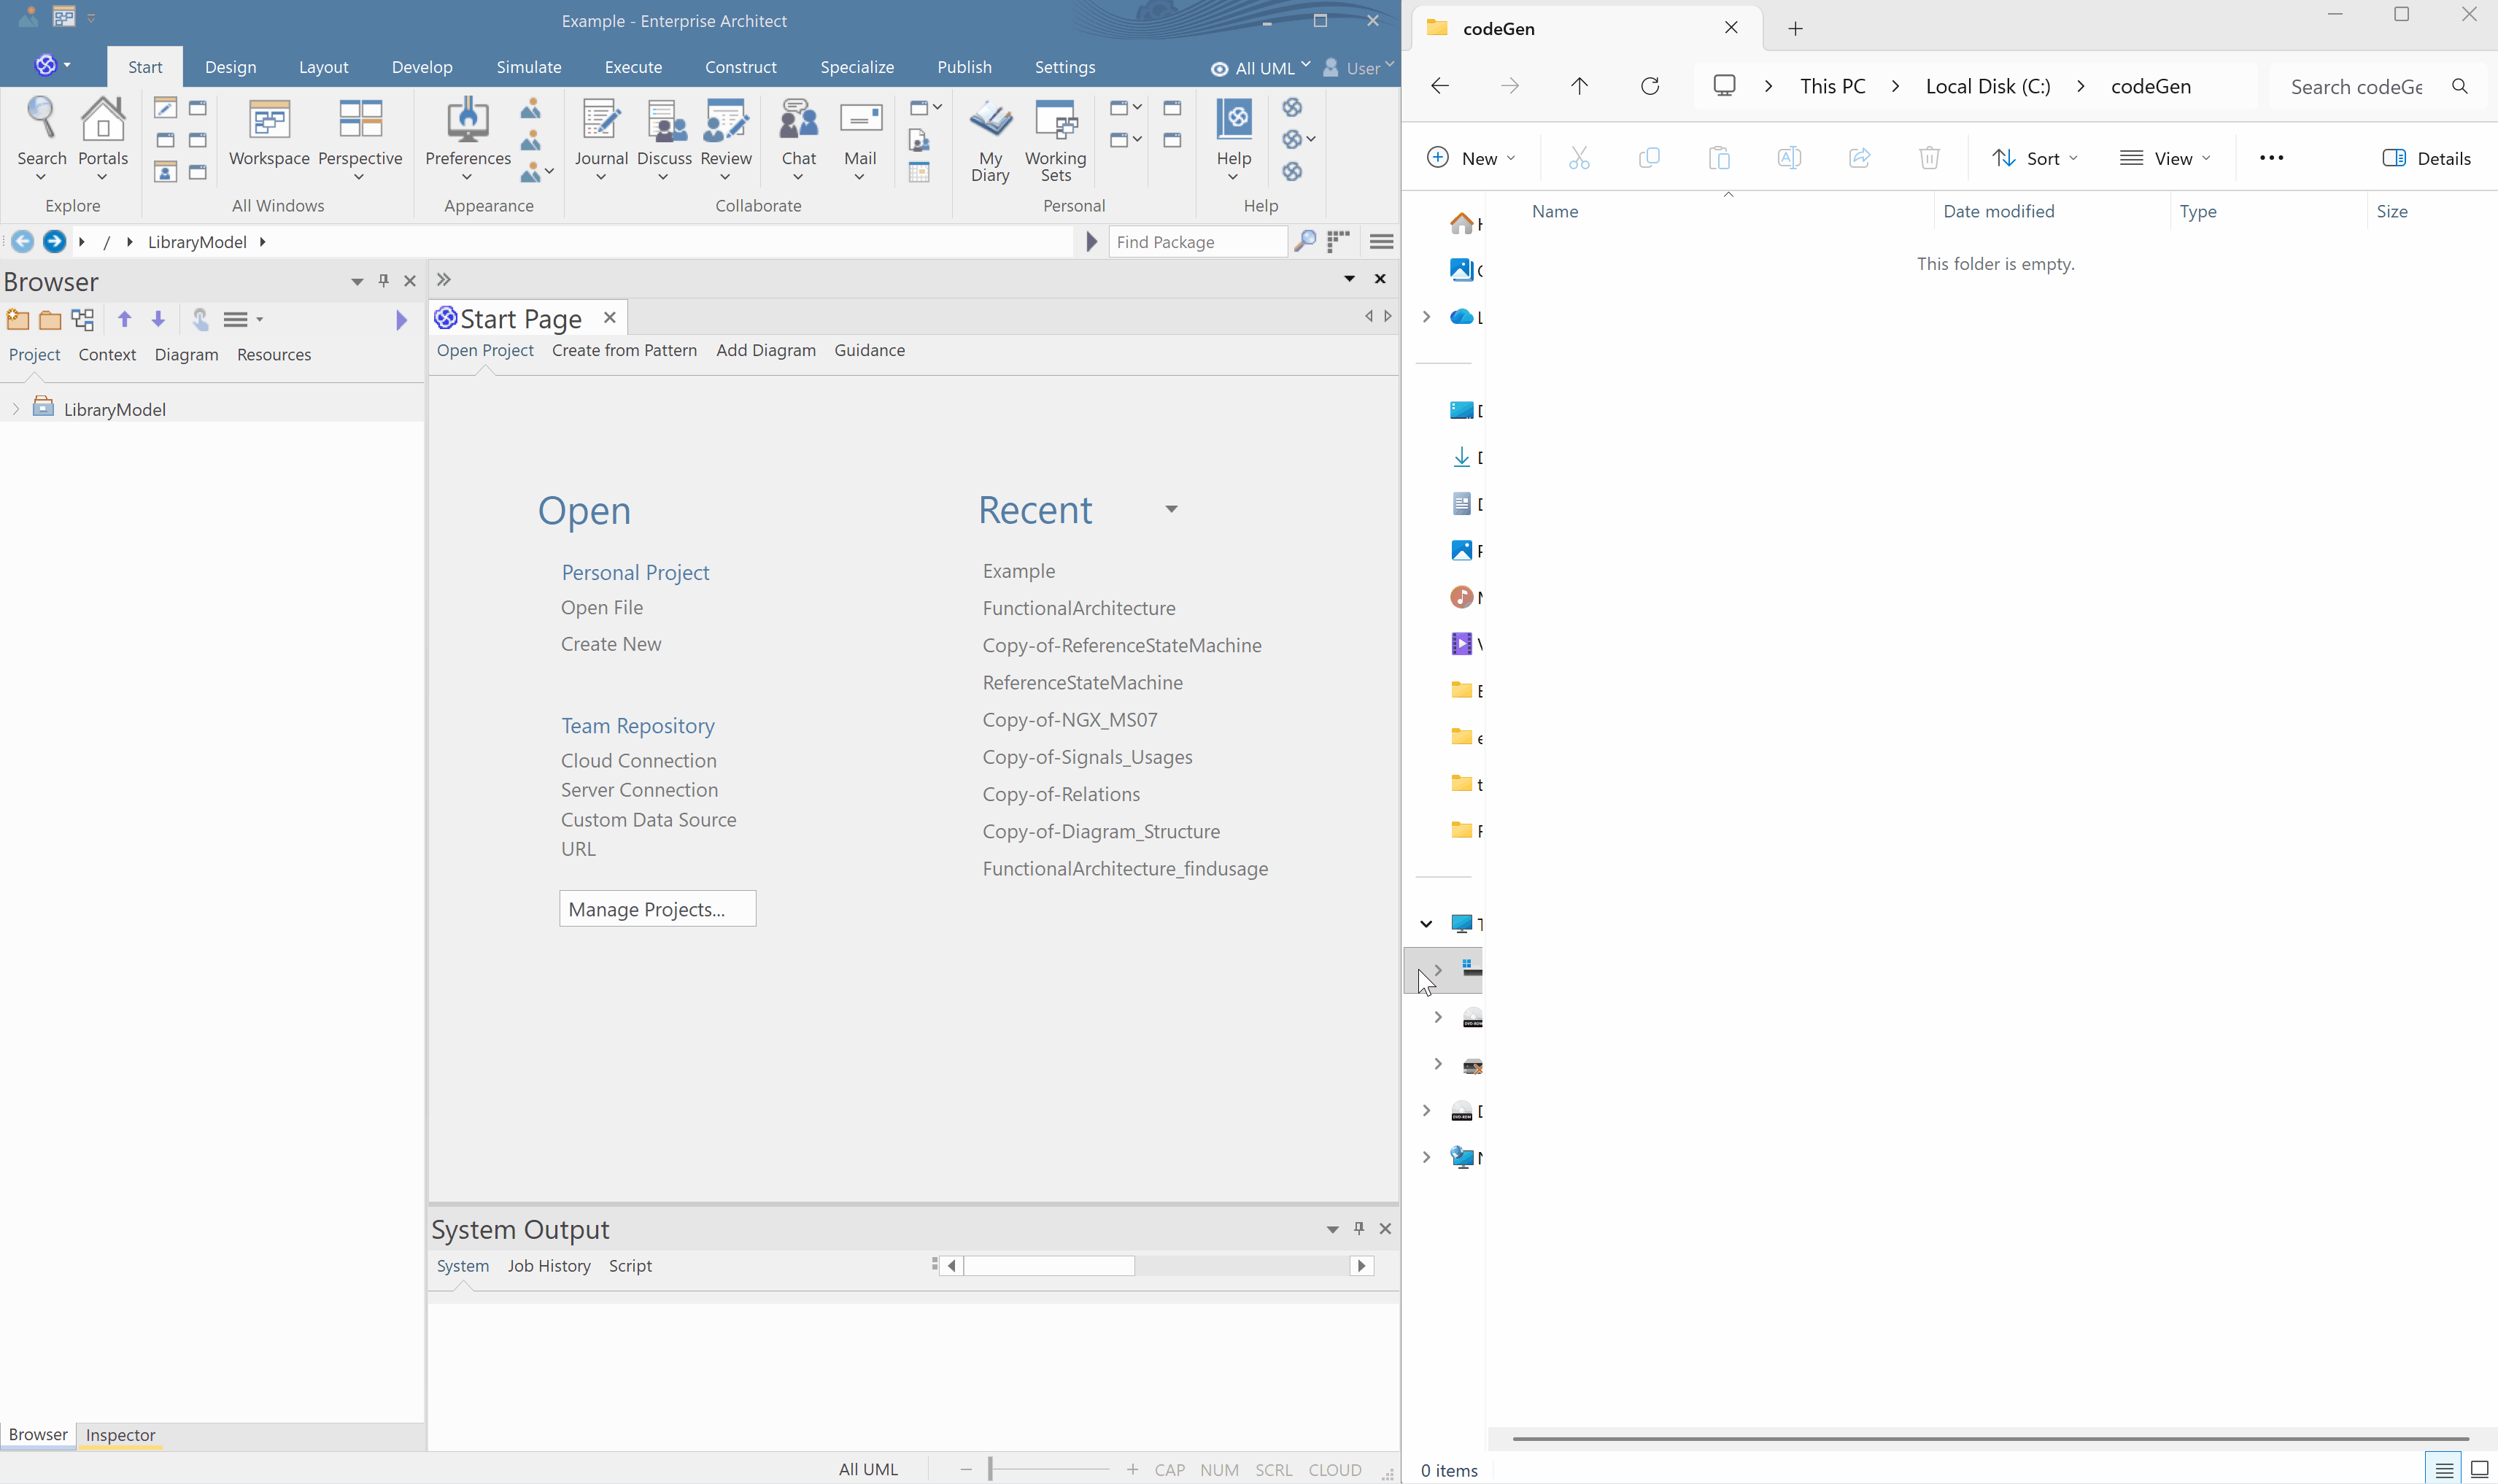 Example - Enterprise Architect
Start Design Layout Develop Simulate Execute Construct Specialize Publish Settings All UML User
Search Portals Workspace Perspective Preferences Journal Discuss Review Chat Mail My Diary Working Sets Help
Explore All Windows Appearance Collaborate Personal Help
/ LibraryModel Find Package
Browser
Project Context Diagram Resources
LibraryModel
Browser Inspector
Start Page
Open Project Create from Pattern Add Diagram Guidance
Open
Personal Project
Open File
Create New
Team Repository
Cloud Connection
Server Connection
Custom Data Source
URL
Manage Projects...
Recent
Example
FunctionalArchitecture
Copy-of-ReferenceStateMachine
ReferenceStateMachine
Copy-of-NGX_MS07
Copy-of-Signals_Usages
Copy-of-Relations
Copy-of-Diagram_Structure
FunctionalArchitecture_findusage
System Output
System Job History Script
All UML CAP NUM SCRL CLOUD
codeGen
This PC Local Disk (C:) codeGen Search codeGe
New Sort View Details
Name Date modified Type Size
This folder is empty.
0 items